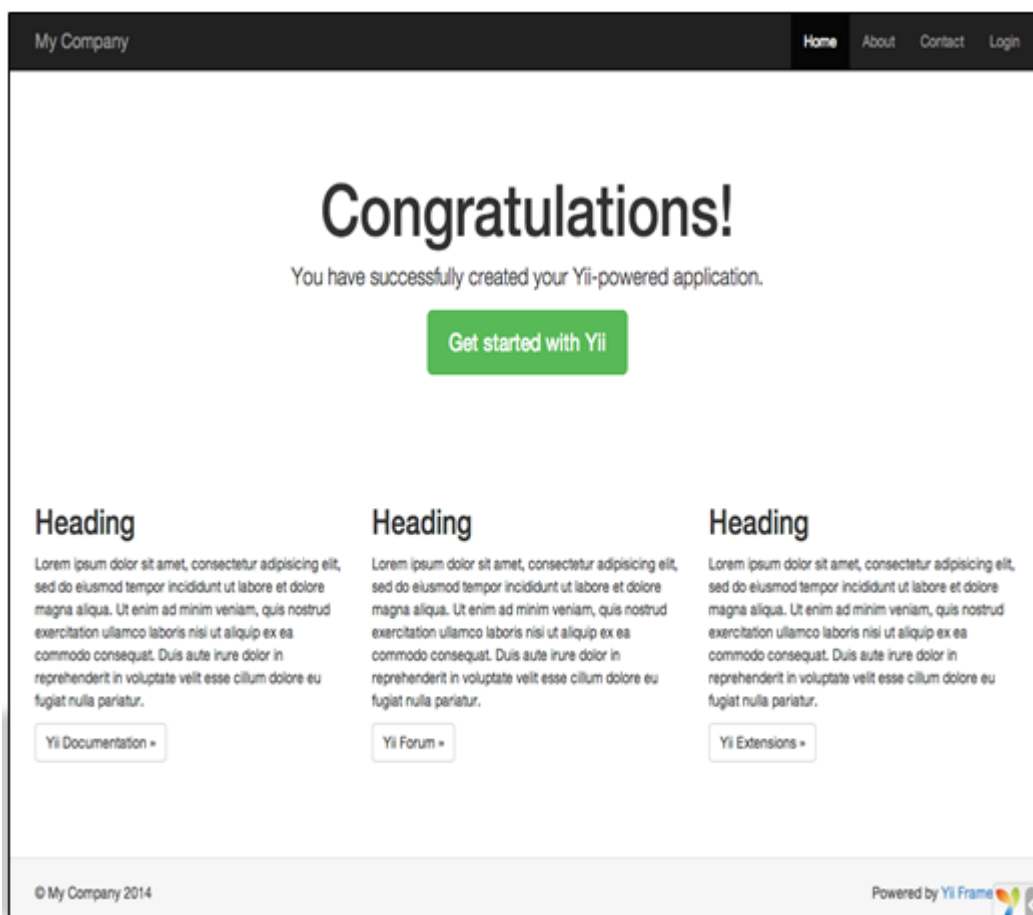 My Company
Home About Contact Login
Congratulations!
You have successfully created your Yii-powered application.
Get started with Yii
Heading
Lorem ipsum dolor sit amet, consectetur adipisicing elit,
sed do eiusmod tempor incididunt ut labore et dolore
magna aliqua. Ut enim ad minim veniam, quis nostrud
exercitation ullamco laboris nisi ut aliquip ex ea
commodo consequat. Duis aute irure dolor in
reprehenderit in voluptate velit esse cillum dolore eu
fugiat nulla pariatur.
Yii Documentation »
Heading
Lorem ipsum dolor sit amet, consectetur adipisicing elit,
sed do eiusmod tempor incididunt ut labore et dolore
magna aliqua. Ut enim ad minim veniam, quis nostrud
exercitation ullamco laboris nisi ut aliquip ex ea
commodo consequat. Duis aute irure dolor in
reprehenderit in voluptate velit esse cillum dolore eu
fugiat nulla pariatur.
Yii Forum »
Heading
Lorem ipsum dolor sit amet, consectetur adipisicing elit,
sed do eiusmod tempor incididunt ut labore et dolore
magna aliqua. Ut enim ad minim veniam, quis nostrud
exercitation ullamco laboris nisi ut aliquip ex ea
commodo consequat. Duis aute irure dolor in
reprehenderit in voluptate velit esse cillum dolore eu
fugiat nulla pariatur.
Yii Extensions »
© My Company 2014
Powered by Yii Frame